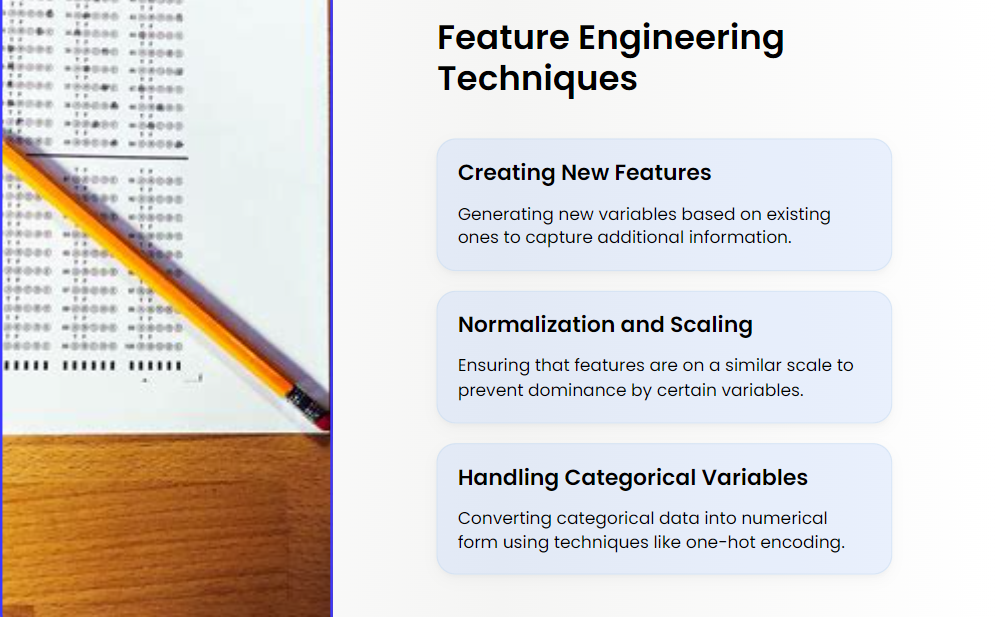 Feature Engineering
Techniques
Creating New Features
Generating new variables based on existing
ones to capture additional information.
Normalization and Scaling
Ensuring that features are on a similar scale to
prevent dominance by certain variables.
Handling Categorical Variables
Converting categorical data into numerical
form using techniques like one-hot encoding.